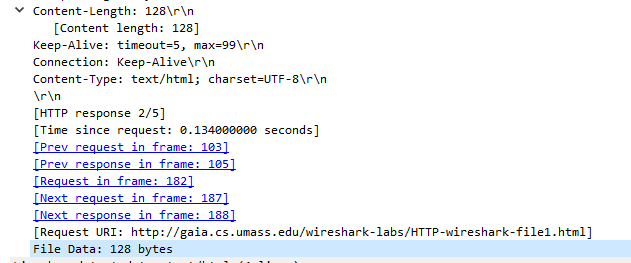 Content-Length: 128\r\n
[Content length: 128]
Keep-Alive: timeout=5, max=99\r\n
Connection: Keep-Alive\r\n
Content-Type: text/html; charset=UTF-8\r\n
\r\n
[HTTP response 2/5]
[Time since request: 0.134000000 seconds]
[Prev request in frame: 103]
[Prev response in frame: 105]
[Request in frame: 182]
[Next request in frame: 187]
[Next response in frame: 188]
[Request URI: http://gaia.cs.umass.edu/wireshark-labs/HTTP-wireshark-file1.html]
File Data: 128 bytes